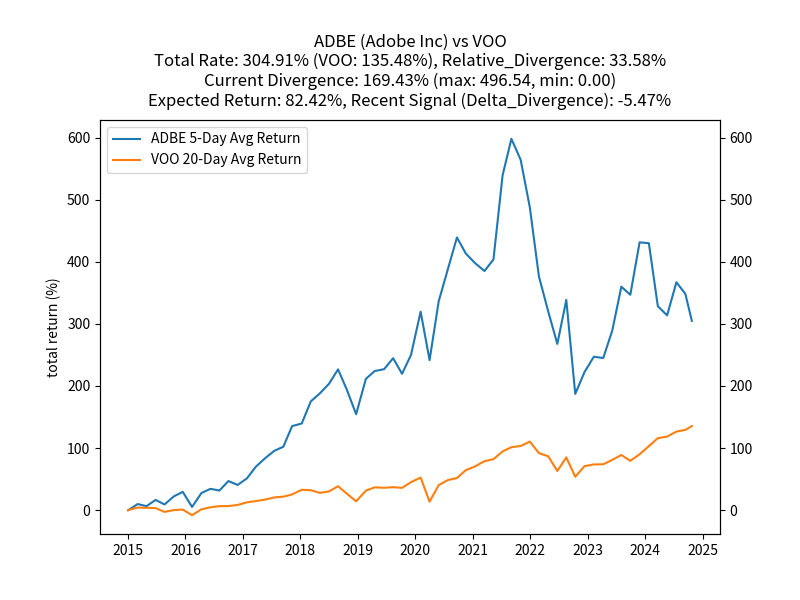 ADBE (Adobe Inc) vs VOO
Total Rate: 304.91% (VOO: 135.48%), Relative_Divergence: 33.58%
Current Divergence: 169.43% (max: 496.54, min: 0.00)
Expected Return: 82.42%, Recent Signal (Delta_Divergence): -5.47%
ADBE 5-Day Avg Return
VOO 20-Day Avg Return
total return (%)
600
500
400
300
200
100
0
600
500
400
300
200
100
0
2015 2016 2017 2018 2019 2020 2021 2022 2023 2024 2025